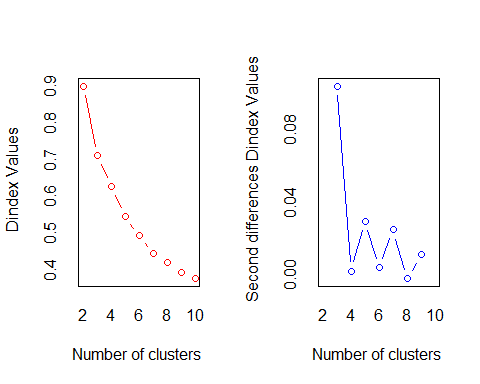 Dindex Values
0.4 0.5 0.6 0.7 0.8 0.9
2 4 6 8 10
Number of clusters
Second differences Dindex Values
0.00 0.04 0.08
2 4 6 8 10
Number of clusters